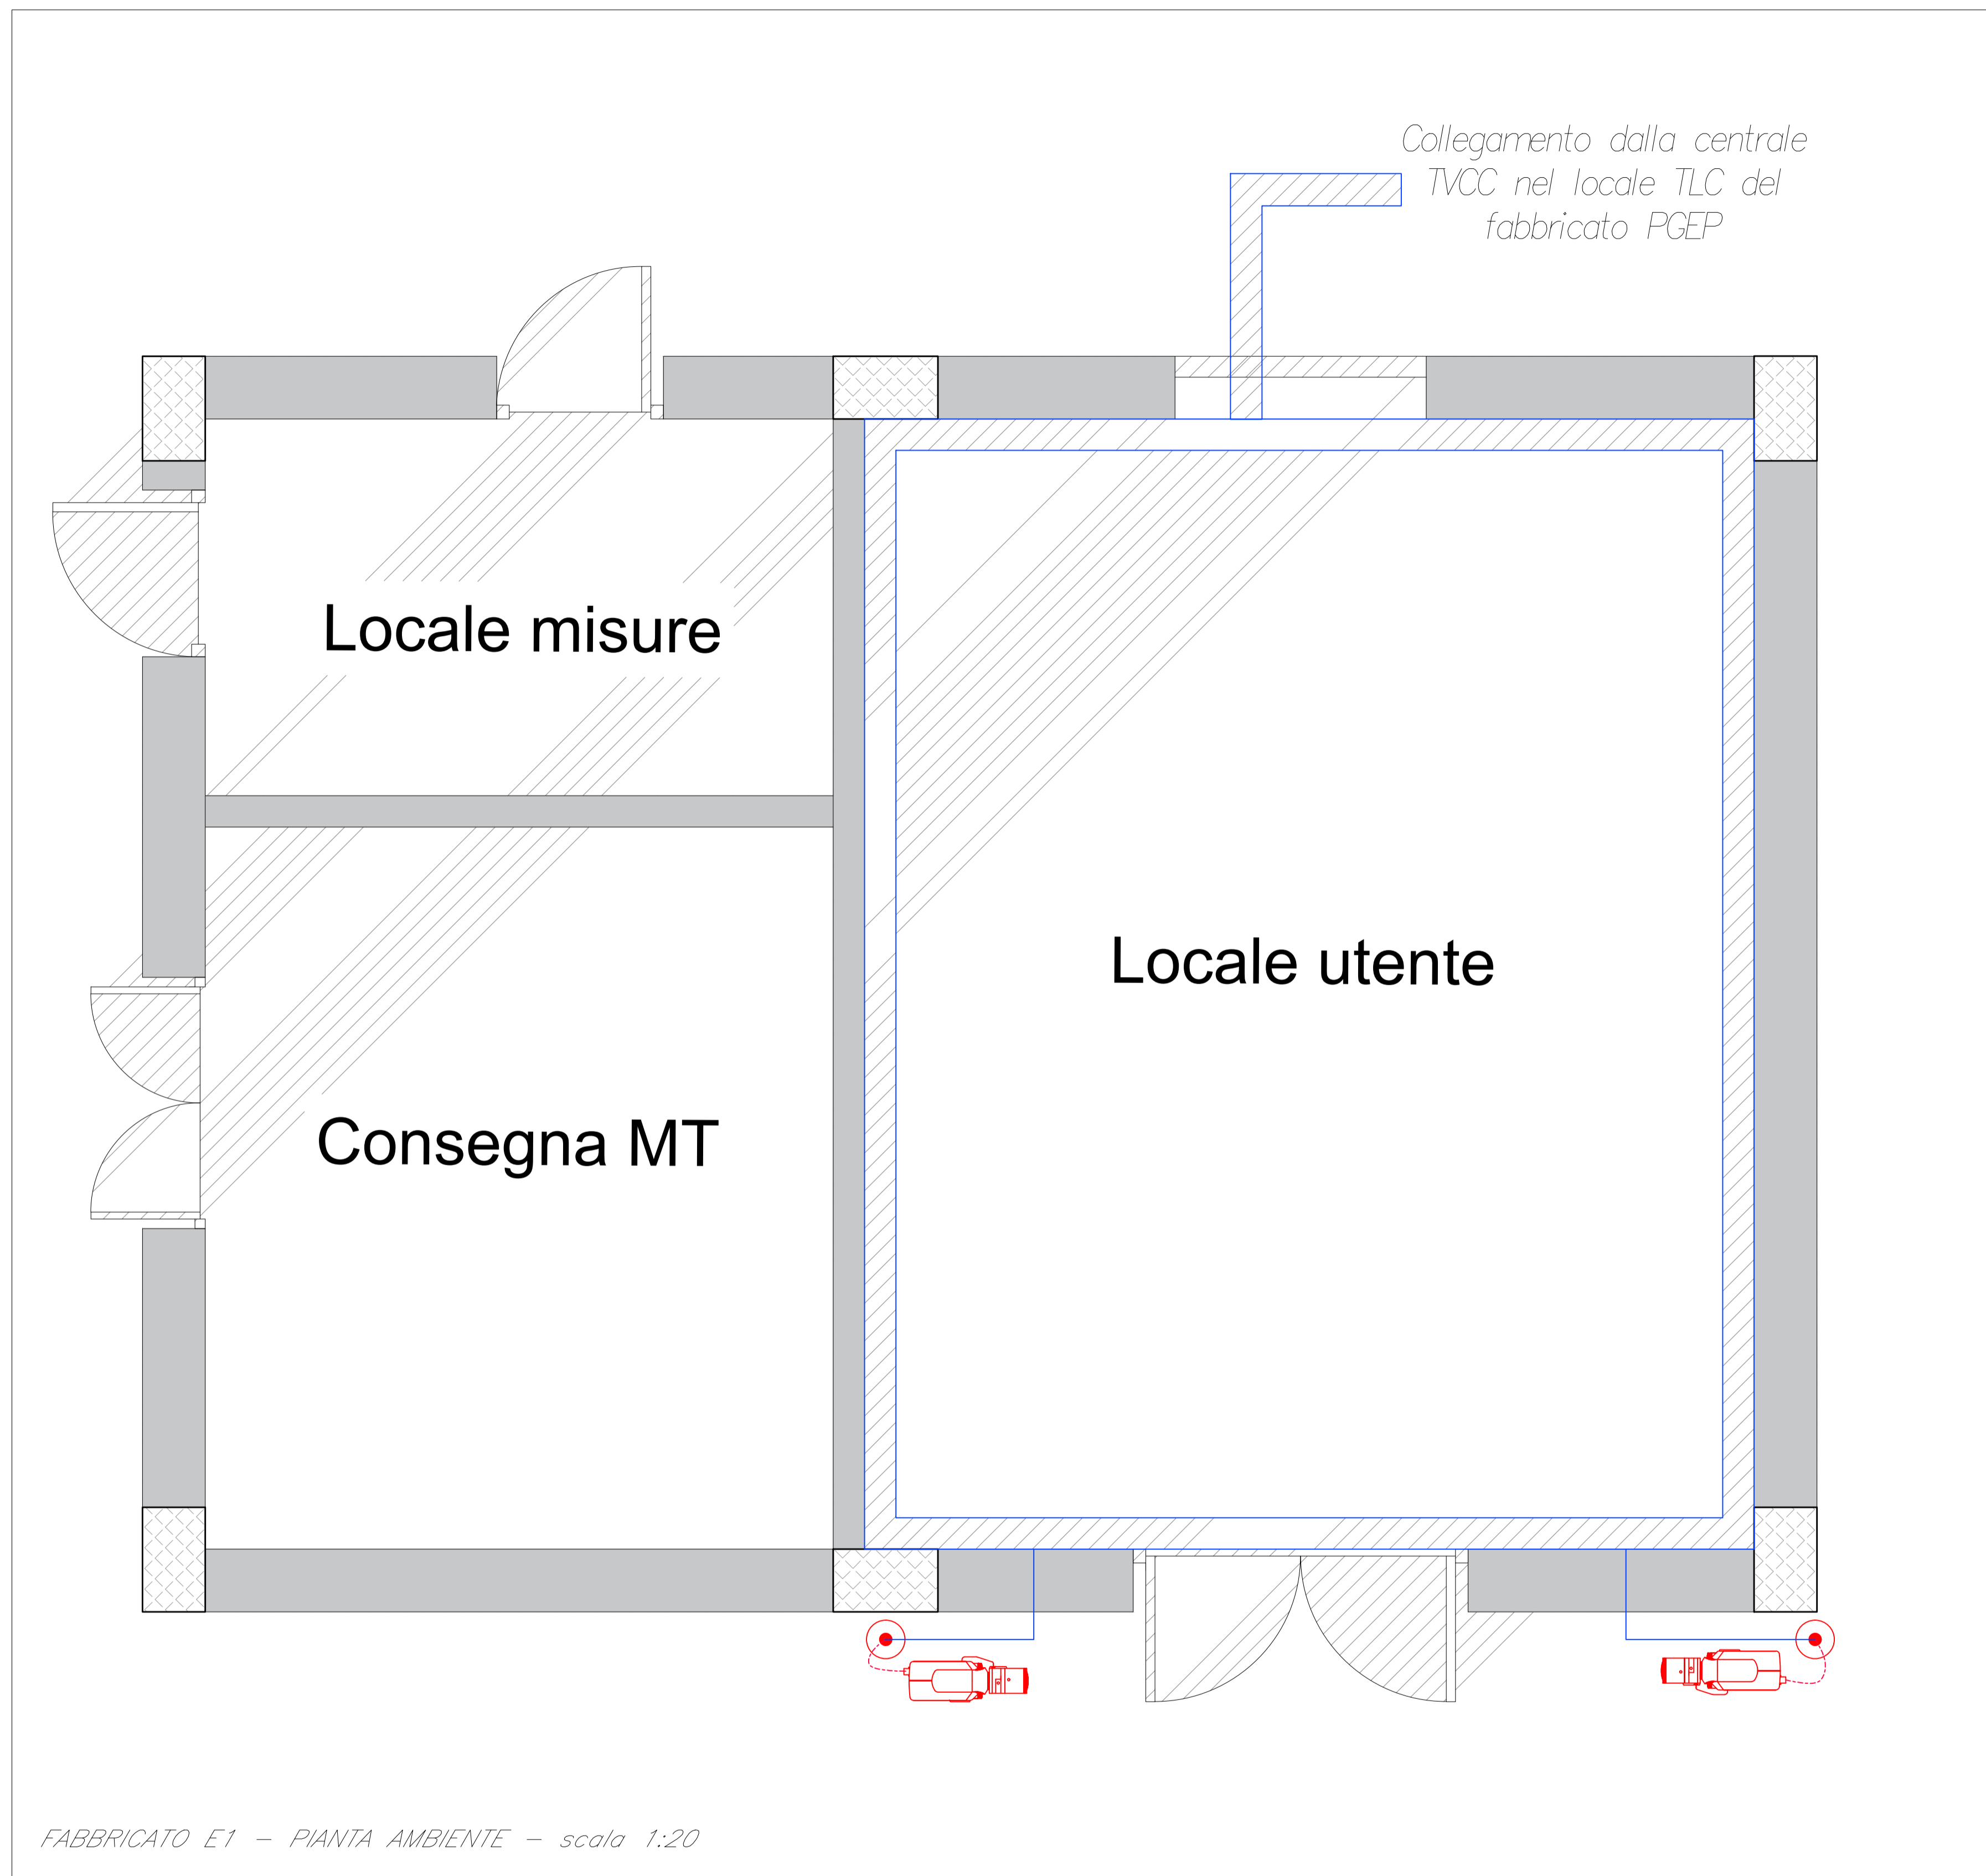 Collegamento dalla centrale
TVCC nel locale TLC del
fabbricato PGEP
Locale misure
Locale utente
Consegna MT
FABBRICATO E1 - PIANTA AMBIENTE - scala 1:20